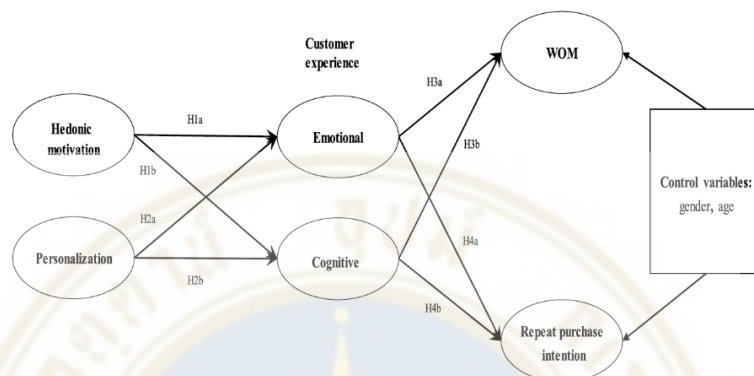 Customer
experience
WOM
H3a
H1a
Hedonic
motivation
Emotional
H3b
H1b
Control variables:
gender, age
H2a
H4a
Personalization
Cognitive
H2b
H4b
Repeat purchase
intention